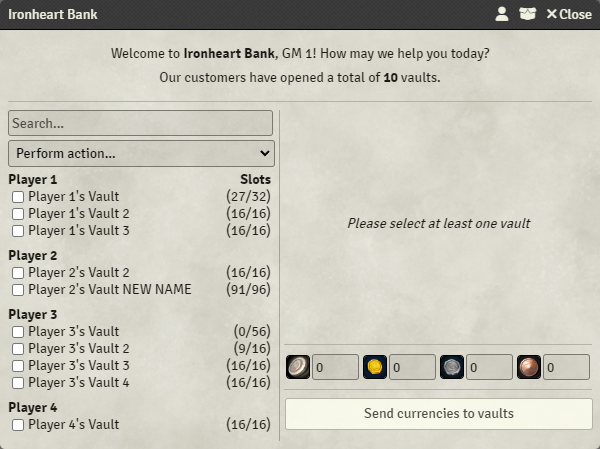 Ironheart Bank
Close
Welcome to Ironheart Bank, GM 1! How may we help you today?
Our customers have opened a total of 10 vaults.
Search...
Perform action...
Player 1 Slots
Player 1's Vault (27/32)
Player 1's Vault 2 (16/16)
Player 1's Vault 3 (16/16)
Player 2
Player 2's Vault 2 (16/16)
Player 2's Vault NEW NAME (91/96)
Player 3
Player 3's Vault (0/56)
Player 3's Vault 2 (9/16)
Player 3's Vault 3 (16/16)
Player 3's Vault 4 (16/16)
Player 4
Player 4's Vault (16/16)
Please select at least one vault
0 0 0 0
Send currencies to vaults